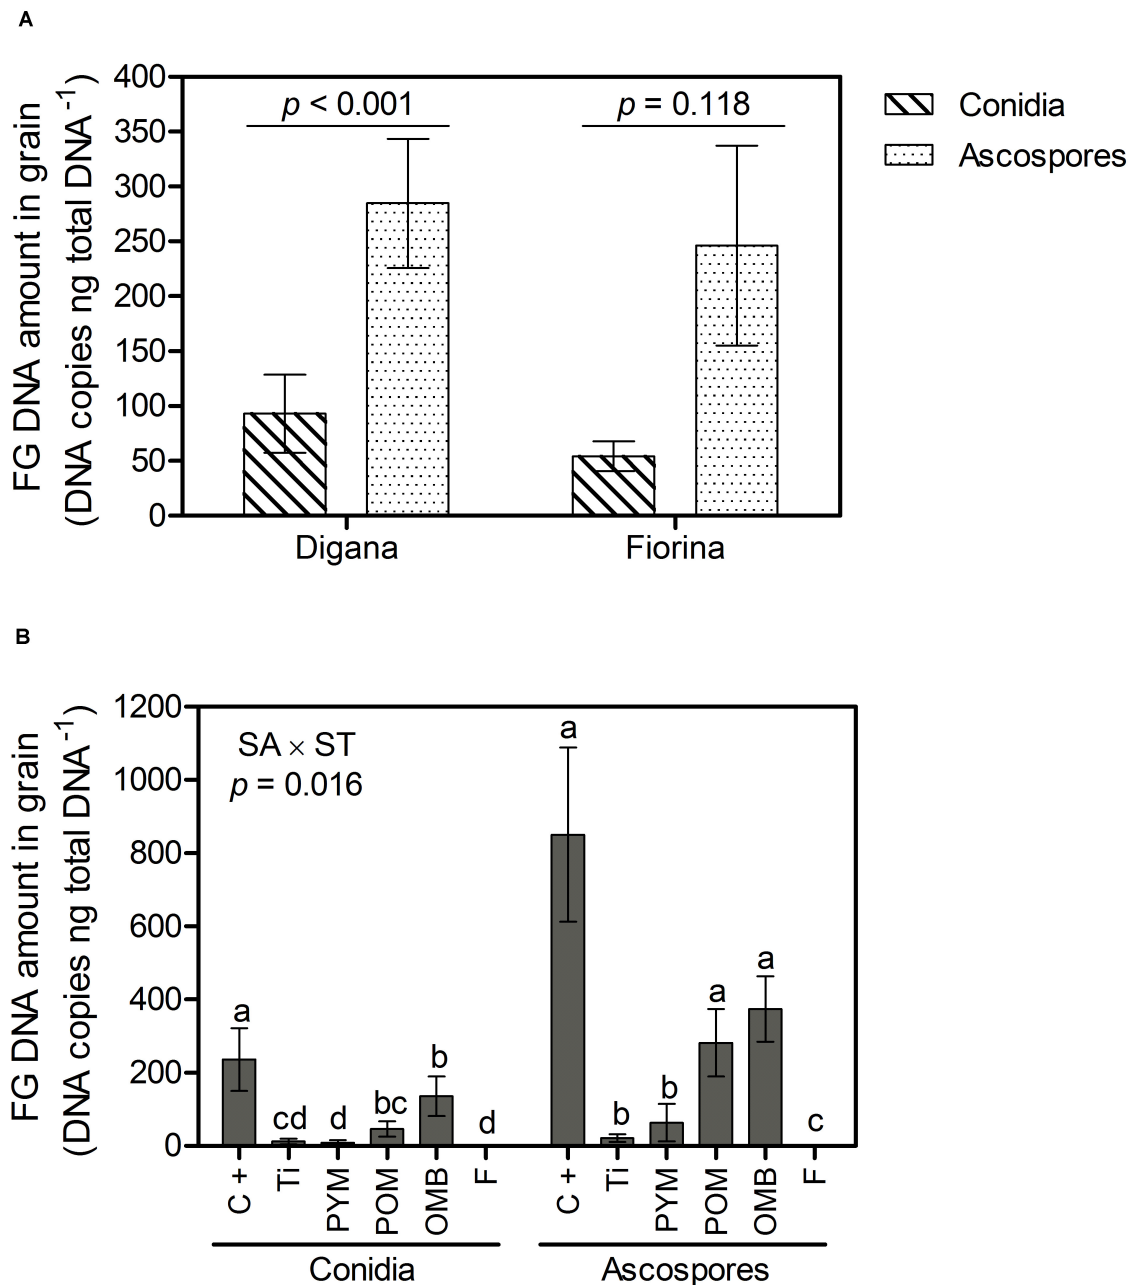 A
FG DNA amount in grain
(DNA copies ng total DNA⁻¹)
400
350
300
250
200
150
100
50
0
p < 0.001
p = 0.118
Conidia
Ascospores
Digana
Fiorina
B
FG DNA amount in grain
(DNA copies ng total DNA⁻¹)
1200
1000
800
600
400
200
0
SA × ST
p = 0.016
a
cd
d
bc
b
d
a
b
b
a
a
c
C +
Ti
PYM
POM
OMB
F
C +
Ti
PYM
POM
OMB
F
Conidia
Ascospores